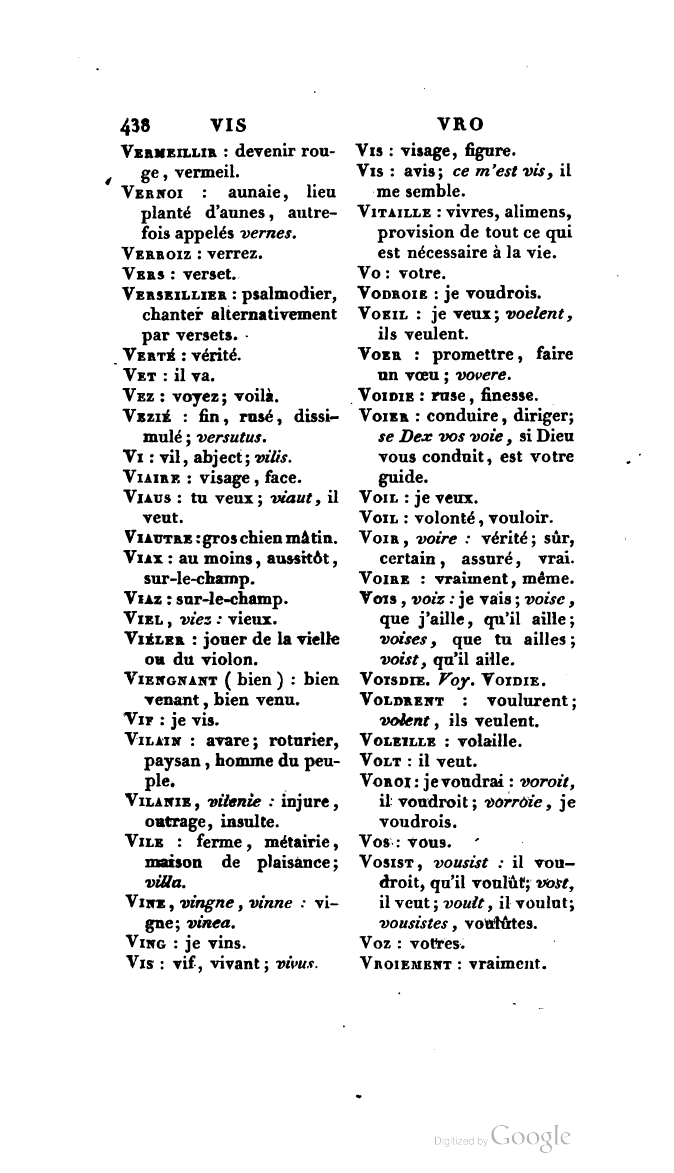 438 VIS VRO
VERMEILLIR : devenir rou-
ge, vermeil.
VERNOI : aunaie, lieu
planté d'aunes, autre-
fois appelés vernes.
VERROIZ : verrez.
VERS : verset.
VERSEILLIER : psalmodier,
chanter alternativement
par versets.
VERTÉ : vérité.
VET : il va.
VEZ : voyez; voilà.
VEZIÉ : fin, rusé, dissi-
mulé; versutus.
VI : vil, abject; vilis.
VIAIRE : visage, face.
VIAUS : tu veux; viaut, il
veut.
VIAUTRE : gros chien mâtin.
VIAX : au moins, aussitôt,
sur-le-champ.
VIAZ : sur-le-champ.
VIEL, viez : vieux.
VIÉLER : jouer de la vielle
ou du violon.
VIENGNANT ( bien ) : bien
venant, bien venu.
VIF : je vis.
VILAIN : avare; roturier,
paysan, homme du peu-
ple.
VILANIE, vilenie : injure,
outrage, insulte.
VILE : ferme, métairie,
maison de plaisance;
villa.
VINE, vingne, vinne : vi-
gne; vinea.
VING : je vins.
VIS : vif, vivant; vivus.
VIS : visage, figure.
VIS : avis; ce m'est vis, il
me semble.
VITAILLE : vivres, alimens,
provision de tout ce qui
est nécessaire à la vie.
VO : votre.
VODROIE : je voudrois.
VOEIL : je veux; voelent,
ils veulent.
VOER : promettre, faire
un vœu; vovere.
VOIDIE : ruse, finesse.
VOIER : conduire, diriger;
se Dex vos voie, si Dieu
vous conduit, est votre
guide.
VOIL : je veux.
VOIL : volonté, vouloir.
VOIR, voire : vérité; sûr,
certain, assuré, vrai.
VOIRE : vraiment, même.
VOIS, voiz : je vais; voise,
que j'aille, qu'il aille;
voises, que tu ailles;
voist, qu'il aille.
VOISDIE. Voy. VOIDIE.
VOLDRENT : voulurent;
volent, ils veulent.
VOLEILLE : volaille.
VOLT : il veut.
VOROI : je voudrai : voroit,
il voudroit; vorroie, je
voudrois.
VOS : vous.
VOSIST, vousist : il vou-
droit, qu'il voulût; vost,
il veut; voult, il voulut;
vousistes, voulûtes.
VOZ : votres.
VROIEMENT : vraiment.
Digitized by Google